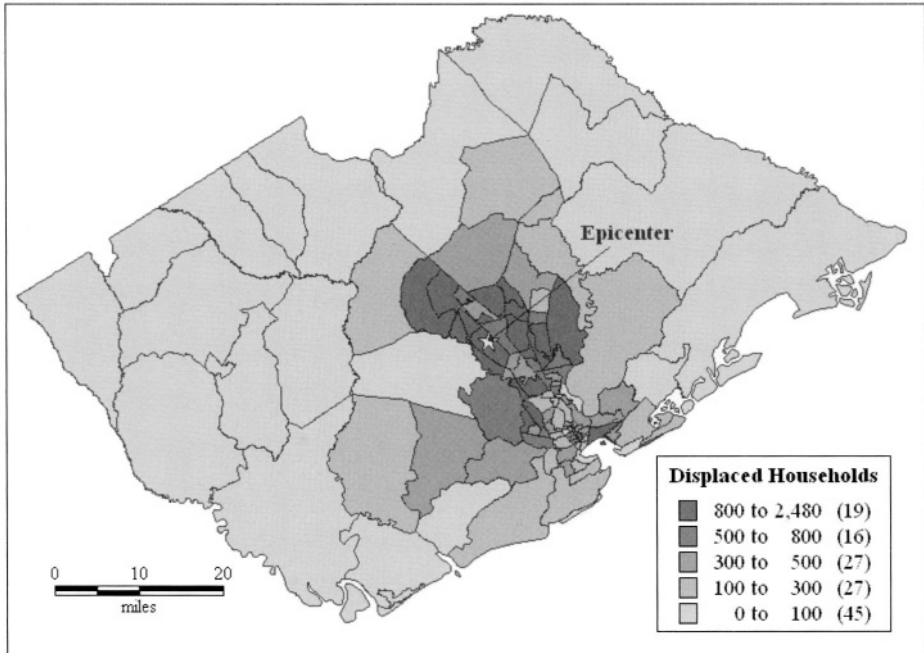 Epicenter
Displaced Households
800 to 2,480 (19)
500 to 800 (16)
300 to 500 (27)
100 to 300 (27)
0 to 100 (45)
0 10 20
miles